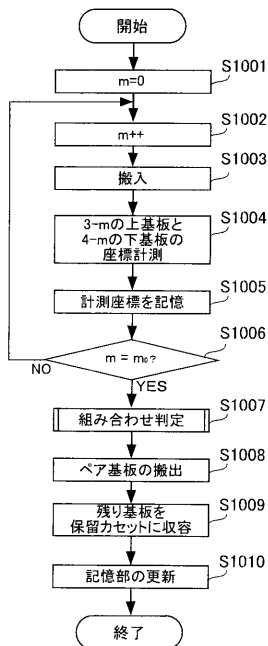 開始
S1001
m=0
S1002
m++
S1003
搬入
S1004
3-mの上基板と
4-mの下基板の
座標計測
S1005
計測座標を記憶
S1006
m = m₀?
NO
YES
S1007
組み合わせ判定
S1008
ペア基板の搬出
S1009
残り基板を
保留カセットに収容
S1010
記憶部の更新
終了